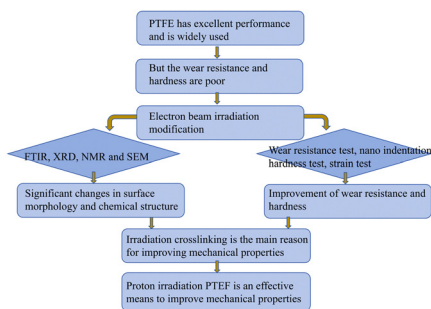 PTFE has excellent performance
and is widely used
But the wear resistance and
hardness are poor
Electron beam irradiation
modification
FTIR, XRD, NMR and SEM
Wear resistance test, nano indentation
hardness test, strain test
Significant changes in surface
morphology and chemical structure
Improvement of wear resistance and
hardness
Irradiation crosslinking is the main reason
for improving mechanical properties
Proton irradiation PTEF is an effective
means to improve mechanical properties